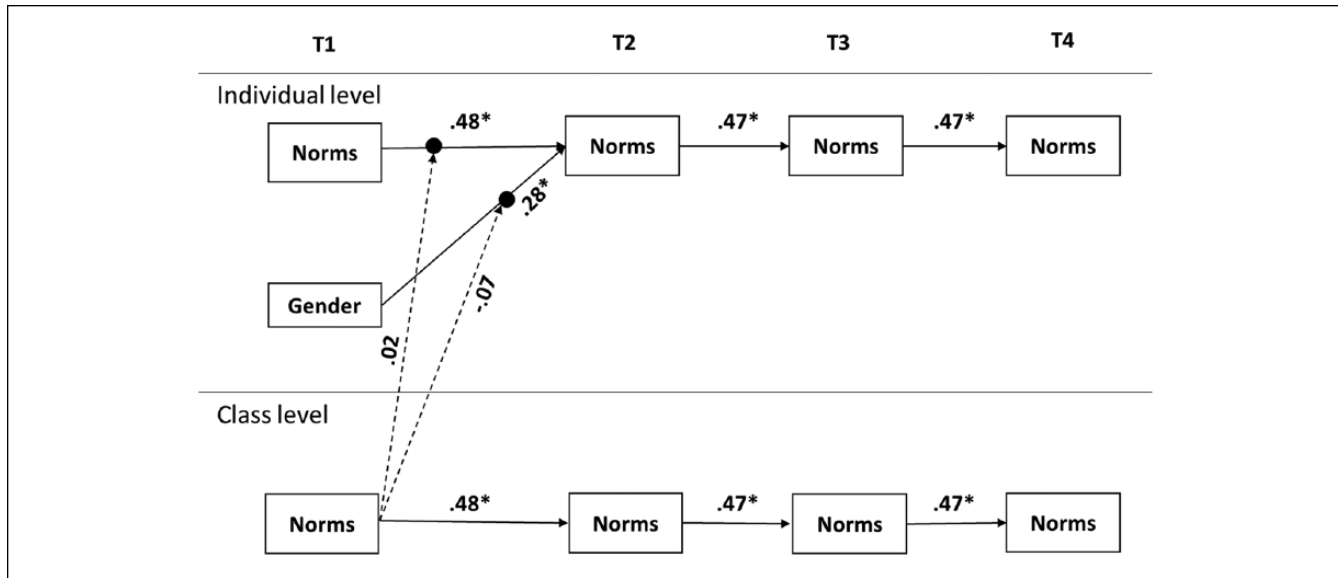 T1 T2 T3 T4
Individual level
.48* .47* .47*
Norms Norms Norms Norms
.28*
Gender
-.07
.02
Class level
.48* .47* .47*
Norms Norms Norms Norms